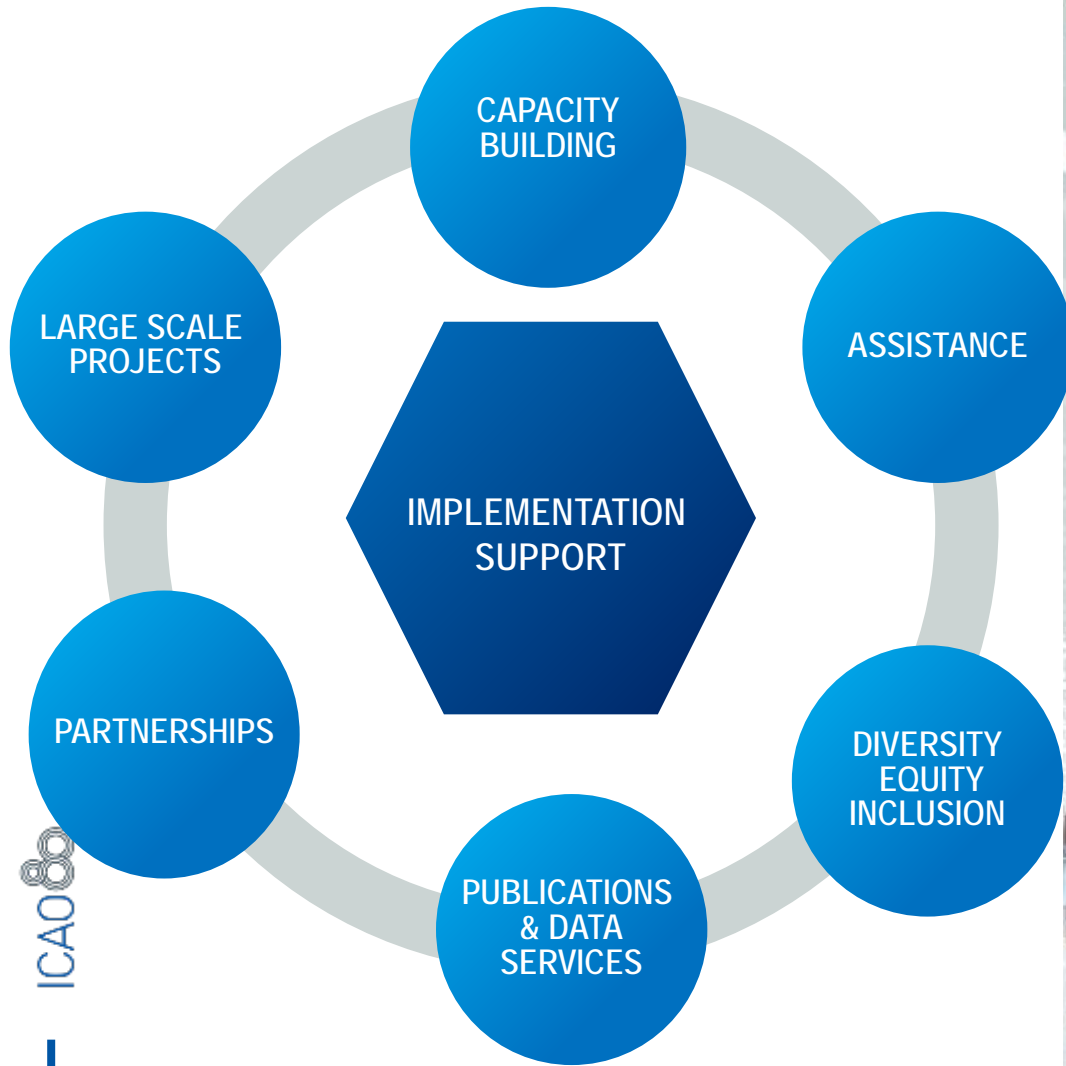 CAPACITY
BUILDING
LARGE SCALE
PROJECTS
ASSISTANCE
IMPLEMENTATION
SUPPORT
PARTNERSHIPS
DIVERSITY
EQUITY
INCLUSION
PUBLICATIONS
& DATA
SERVICES
ICAO